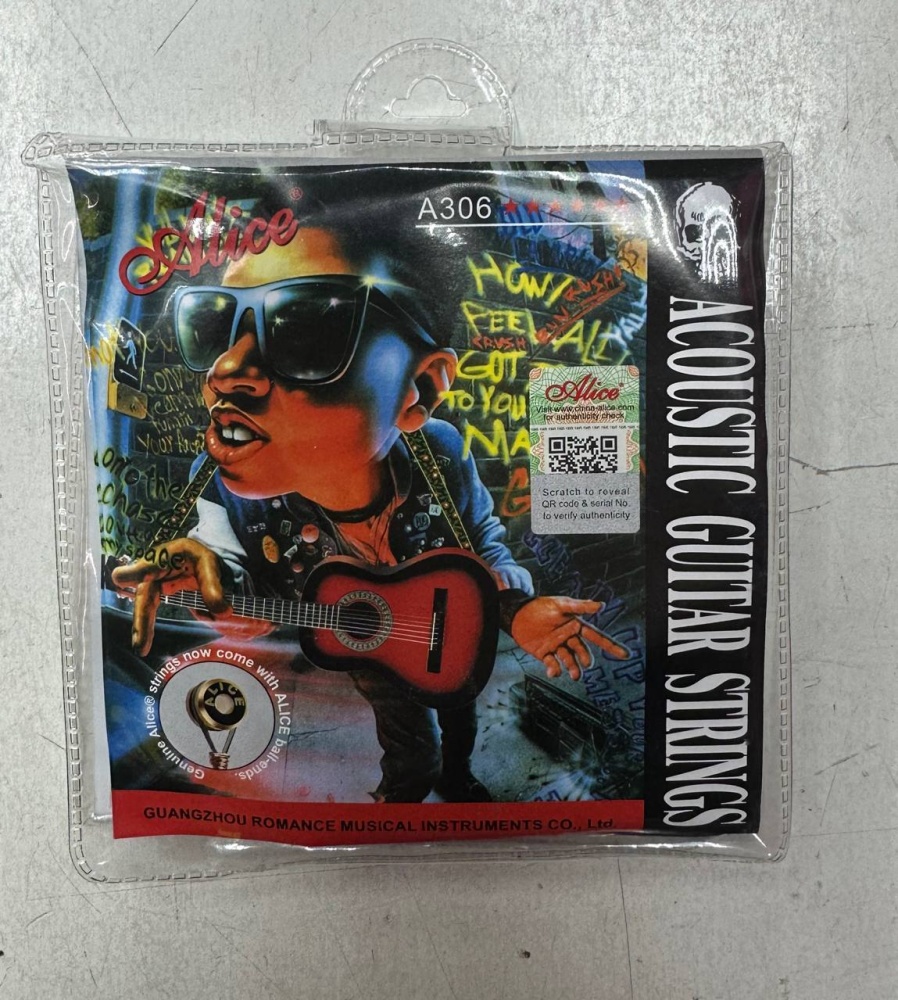 Alice®
A306 ★★★★★★
HOW
FEEL
CRUSH
GOT
TO YOU
MA
ALL
Alice®
Visit www.china-alice.com
for authenticity check
Scratch to reveal
QR code & serial No.
to verify authenticity
ACOUSTIC GUITAR STRINGS
Genuine Alice® strings now come with ALICE ball-ends.
ALICE
GUANGZHOU ROMANCE MUSICAL INSTRUMENTS CO., Ltd.